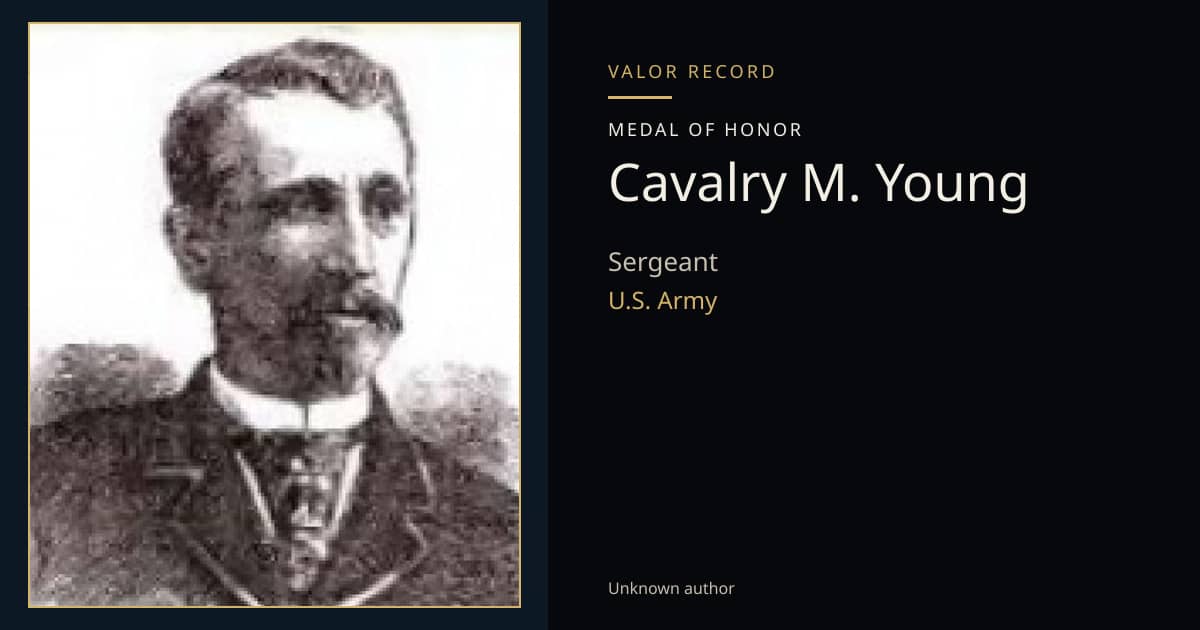 VALOR RECORD
MEDAL OF HONOR
Cavalry M. Young
Sergeant
U.S. Army
Unknown author